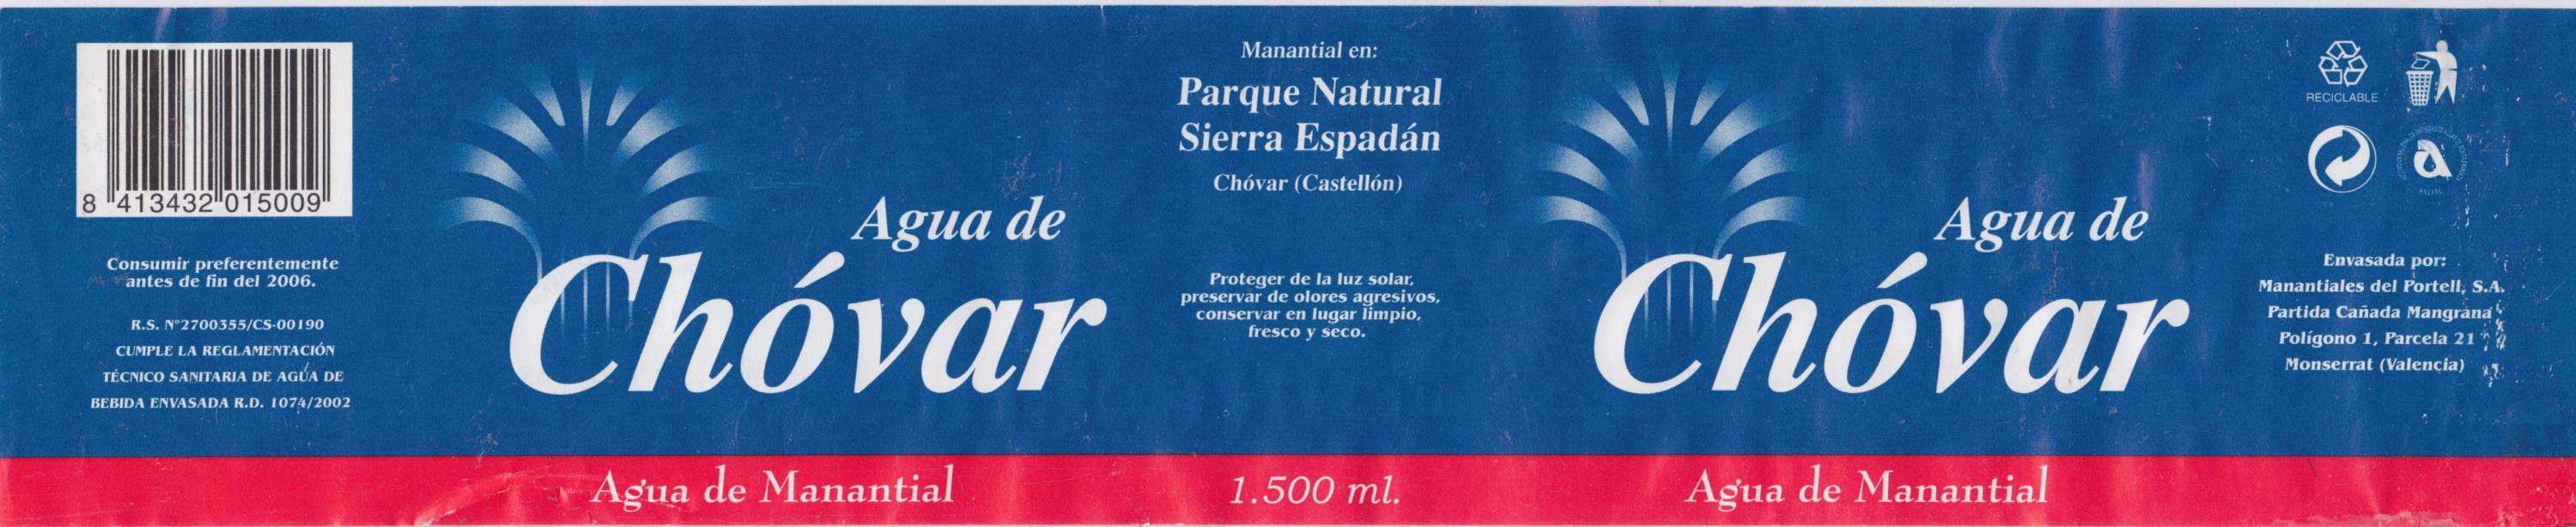 8 413432 015009
Consumir preferentemente
antes de fin del 2006.
R.S. Nº2700355/CS-00190
CUMPLE LA REGLAMENTACIÓN
TÉCNICO SANITARIA DE AGUA DE
BEBIDA ENVASADA R.D. 1074/2002
Agua de
Chóvar
Agua de Manantial
Manantial en:
Parque Natural
Sierra Espadán
Chóvar (Castellón)
Proteger de la luz solar,
preservar de olores agresivos,
conservar en lugar limpio,
fresco y seco.
1.500 ml.
Agua de
Chóvar
Agua de Manantial
RECICLABLE
a
Envasada por:
Manantiales del Portell, S.A.
Partida Cañada Mangrana
Polígono 1, Parcela 21
Monserrat (Valencia)